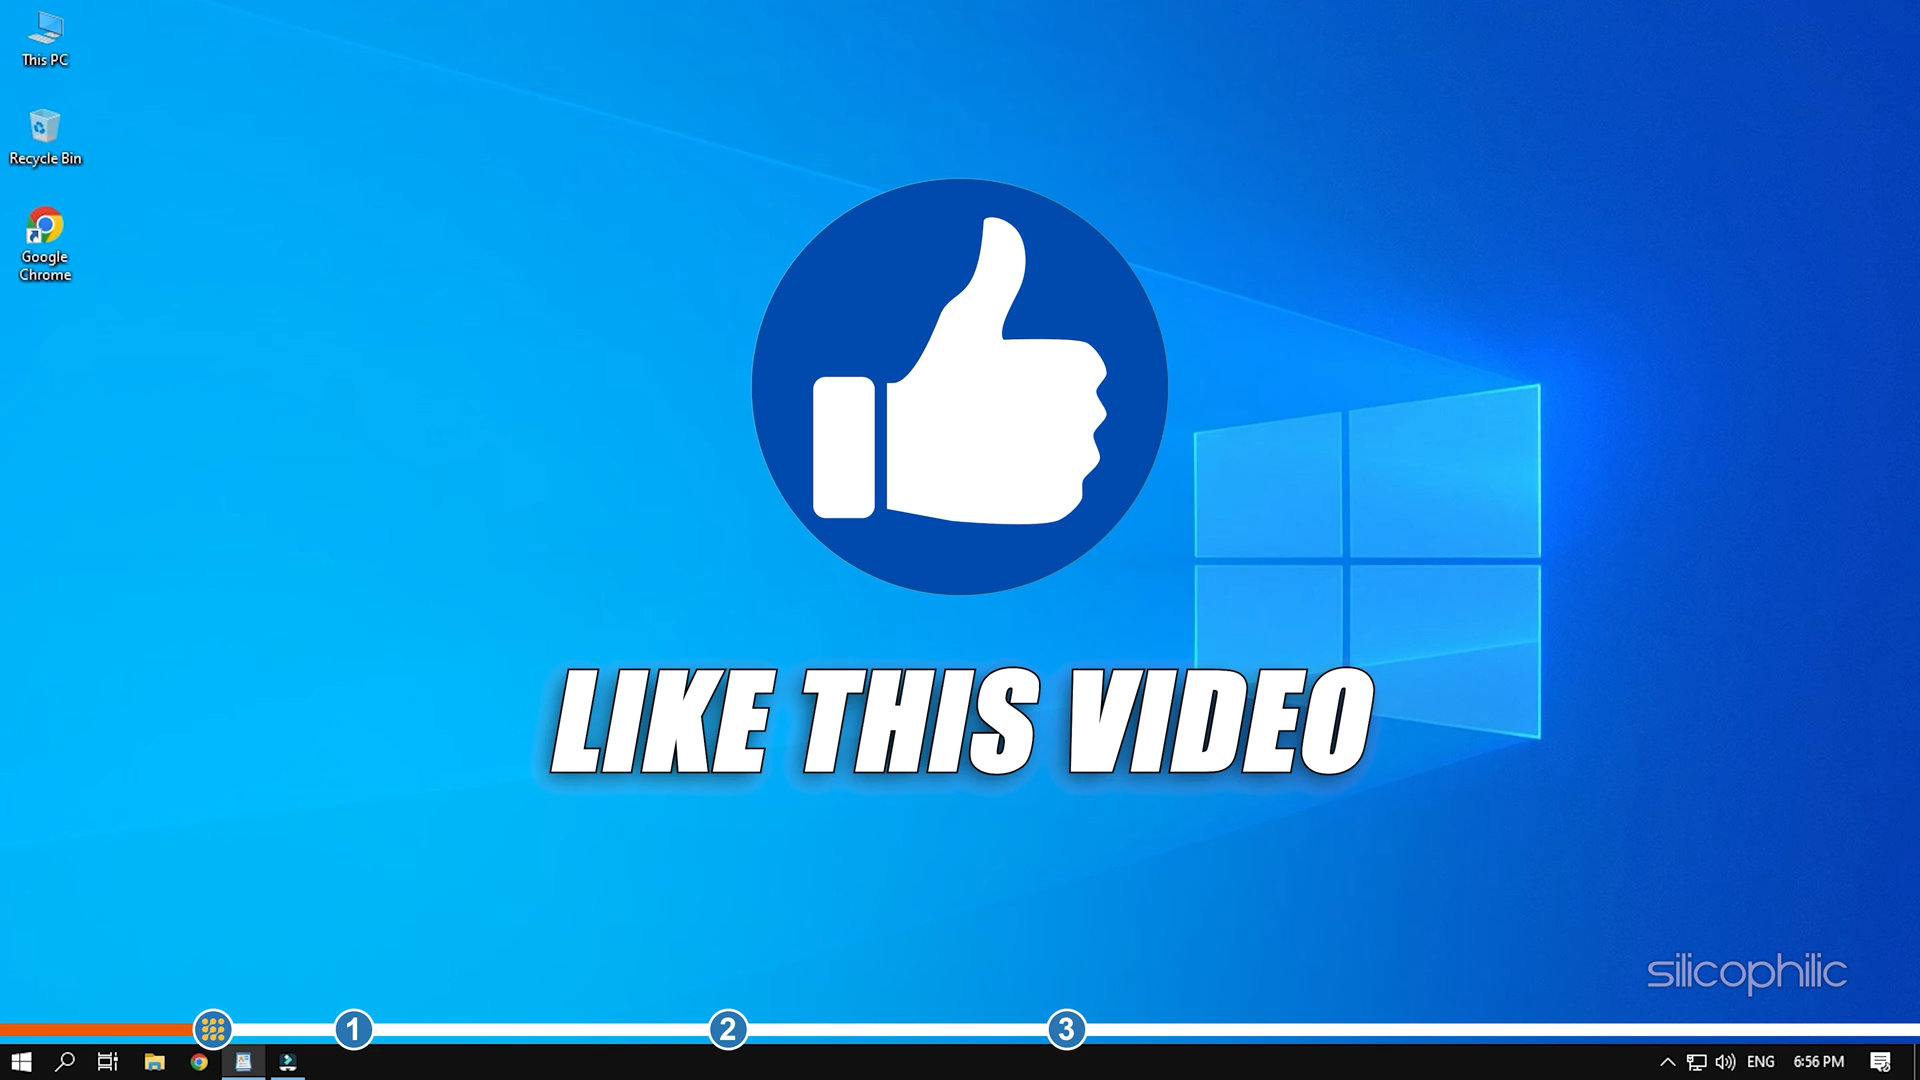 This PC
Recycle Bin
Google
Chrome
LIKE THIS VIDEO
silicophilic
1
2
3
ENG
6:56 PM